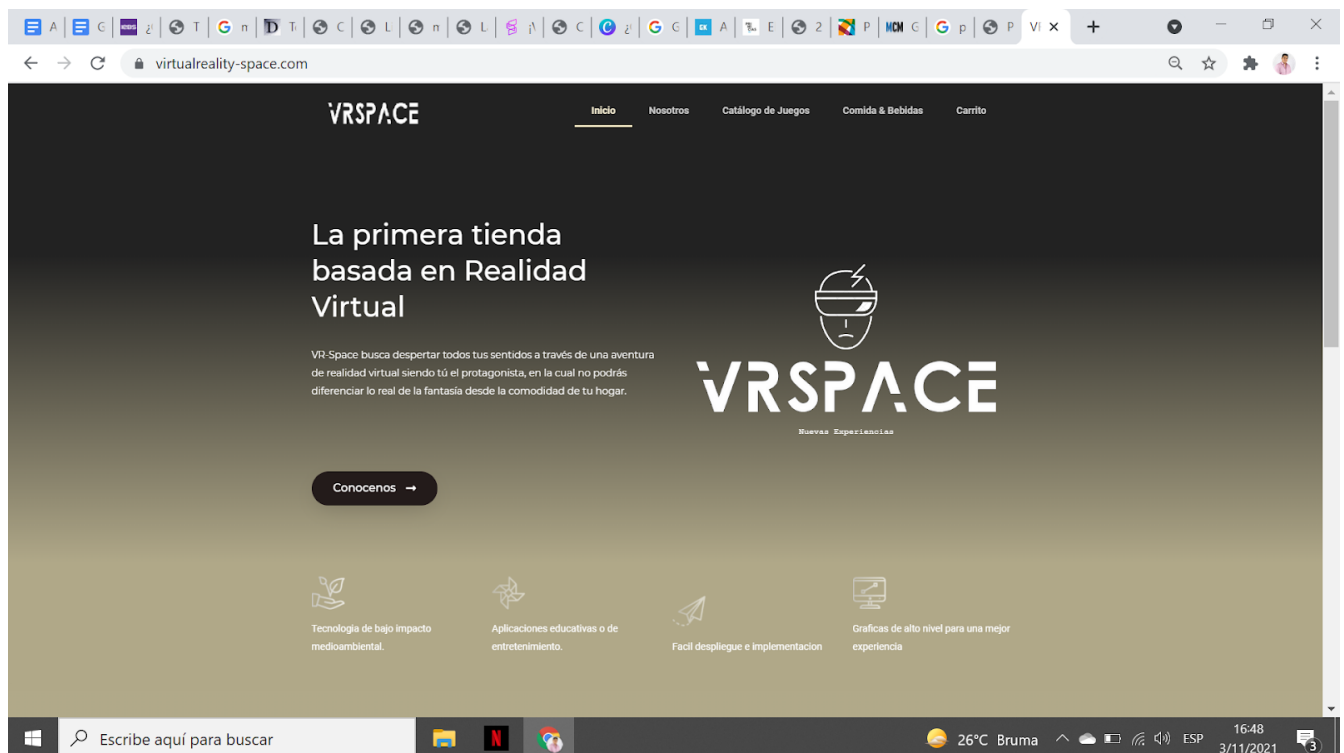 A
G
T
G n
D T
C
L
n
L
C
G G
A
E
2
P
MCM G
G p
P
VI
virtualreality-space.com
VRSPACE
Inicio
Nosotros
Catálogo de Juegos
Comida & Bebidas
Carrito
La primera tienda
basada en Realidad
Virtual
VR-Space busca despertar todos tus sentidos a través de una aventura
de realidad virtual siendo tú el protagonista, en la cual no podrás
diferenciar lo real de la fantasía desde la comodidad de tu hogar.
VRSPACE
Nuevas Experiencias
Conocenos →
Tecnologia de bajo impacto
medioambiental.
Aplicaciones educativas o de
entretenimiento.
Facil despliegue e implementacion
Graficas de alto nivel para una mejor
experiencia
Escribe aquí para buscar
N
26°C Bruma
ESP
16:48
3/11/2021
3